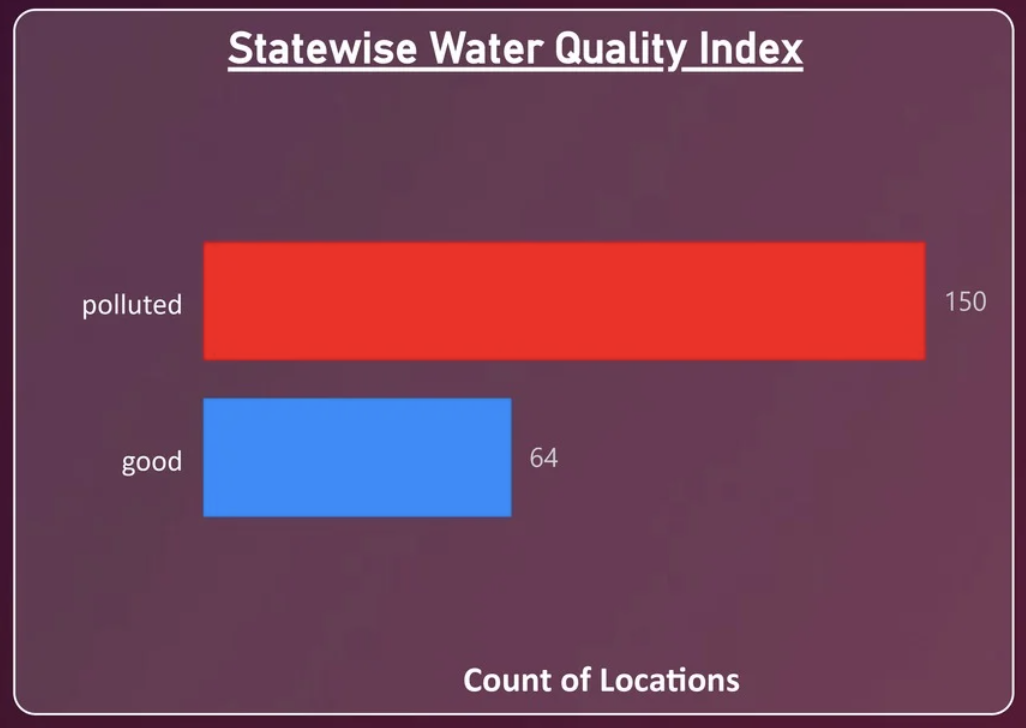 Statewise Water Quality Index
polluted
150
good
64
Count of Locations